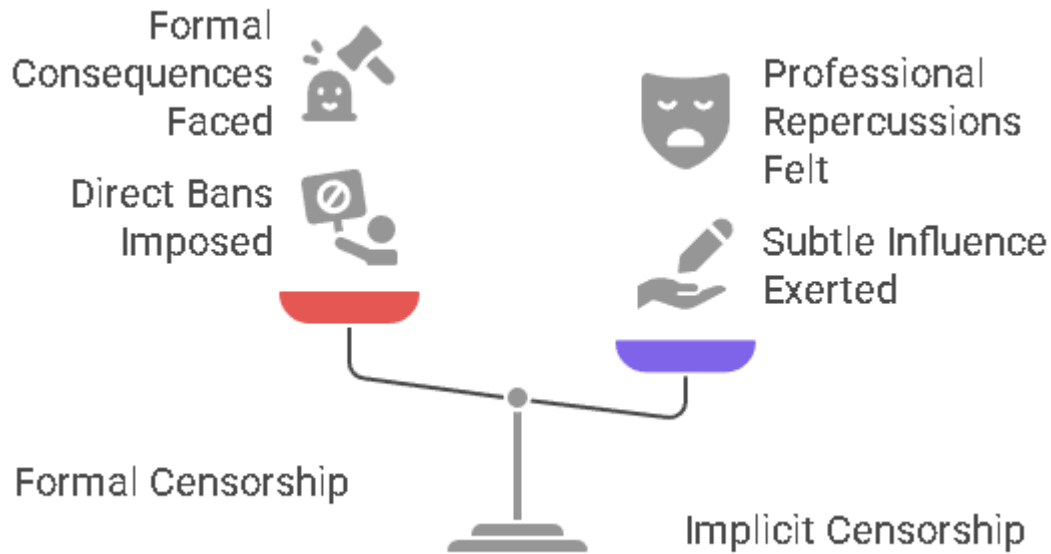 Formal
Consequences
Faced
Direct Bans
Imposed
Professional
Repercussions
Felt
Subtle Influence
Exerted
Formal Censorship
Implicit Censorship